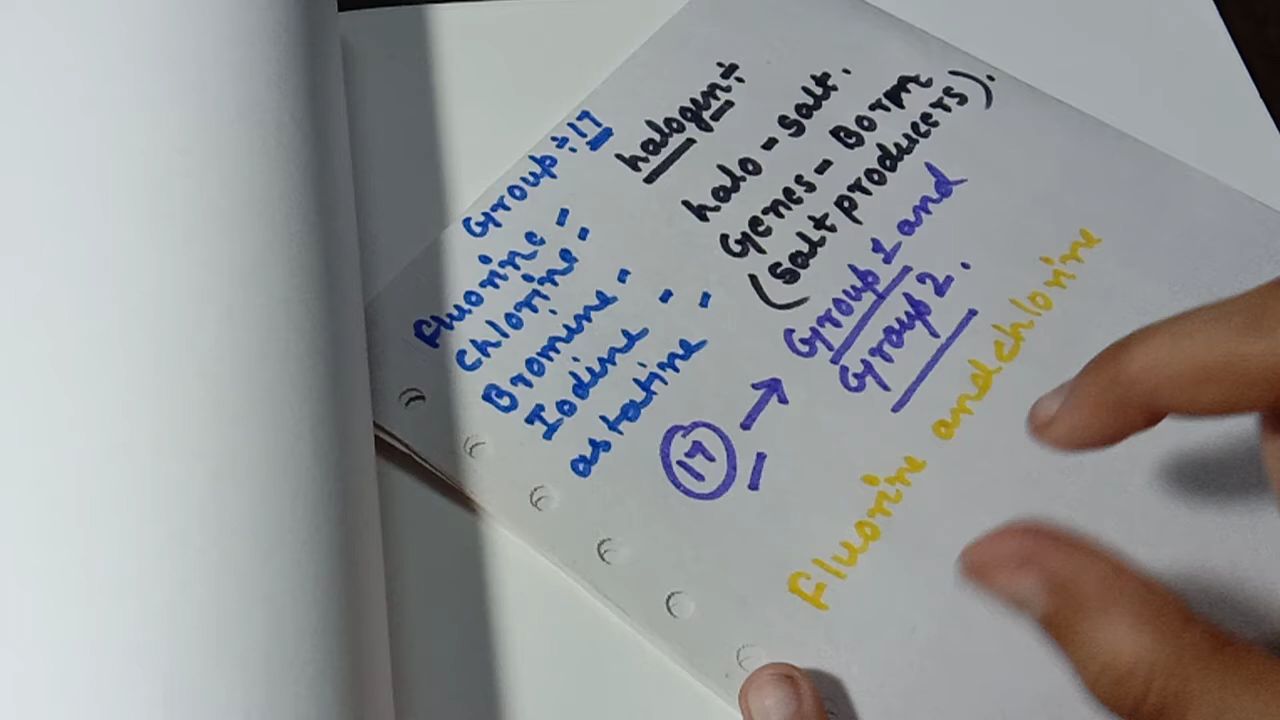 Group÷17
Fluorine -
Chlorine -
Bromine -
Iodine -
astatine -
halogen÷
halo - salt.
Genes - Born
(salt producers).
17 → Group 1 and
Group 2.
Fluorine and chlorine